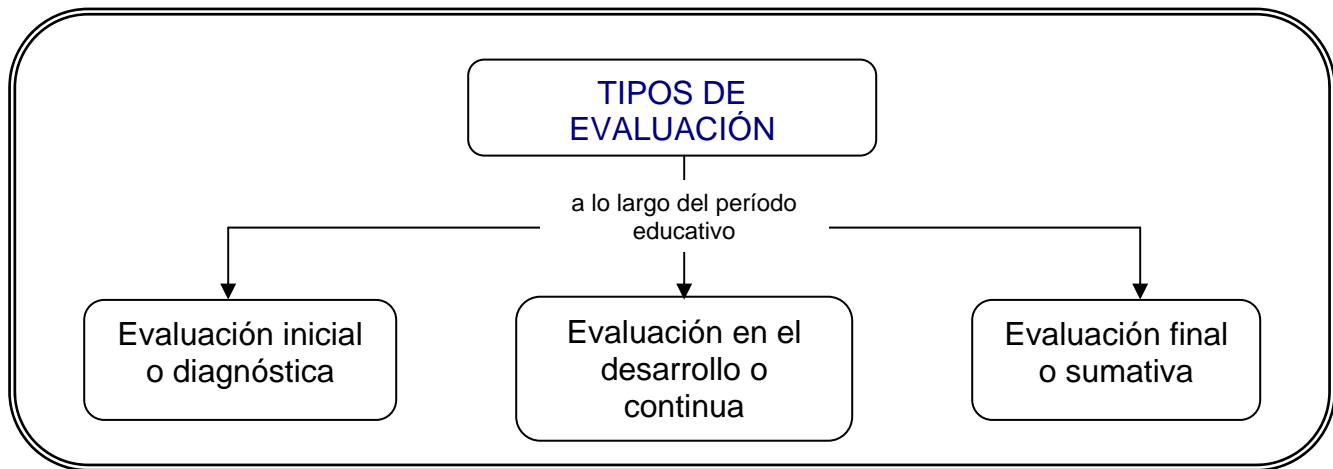 TIPOS DE
EVALUACIÓN
a lo largo del período
educativo
Evaluación inicial
o diagnóstica
Evaluación en el
desarrollo o
continua
Evaluación final
o sumativa